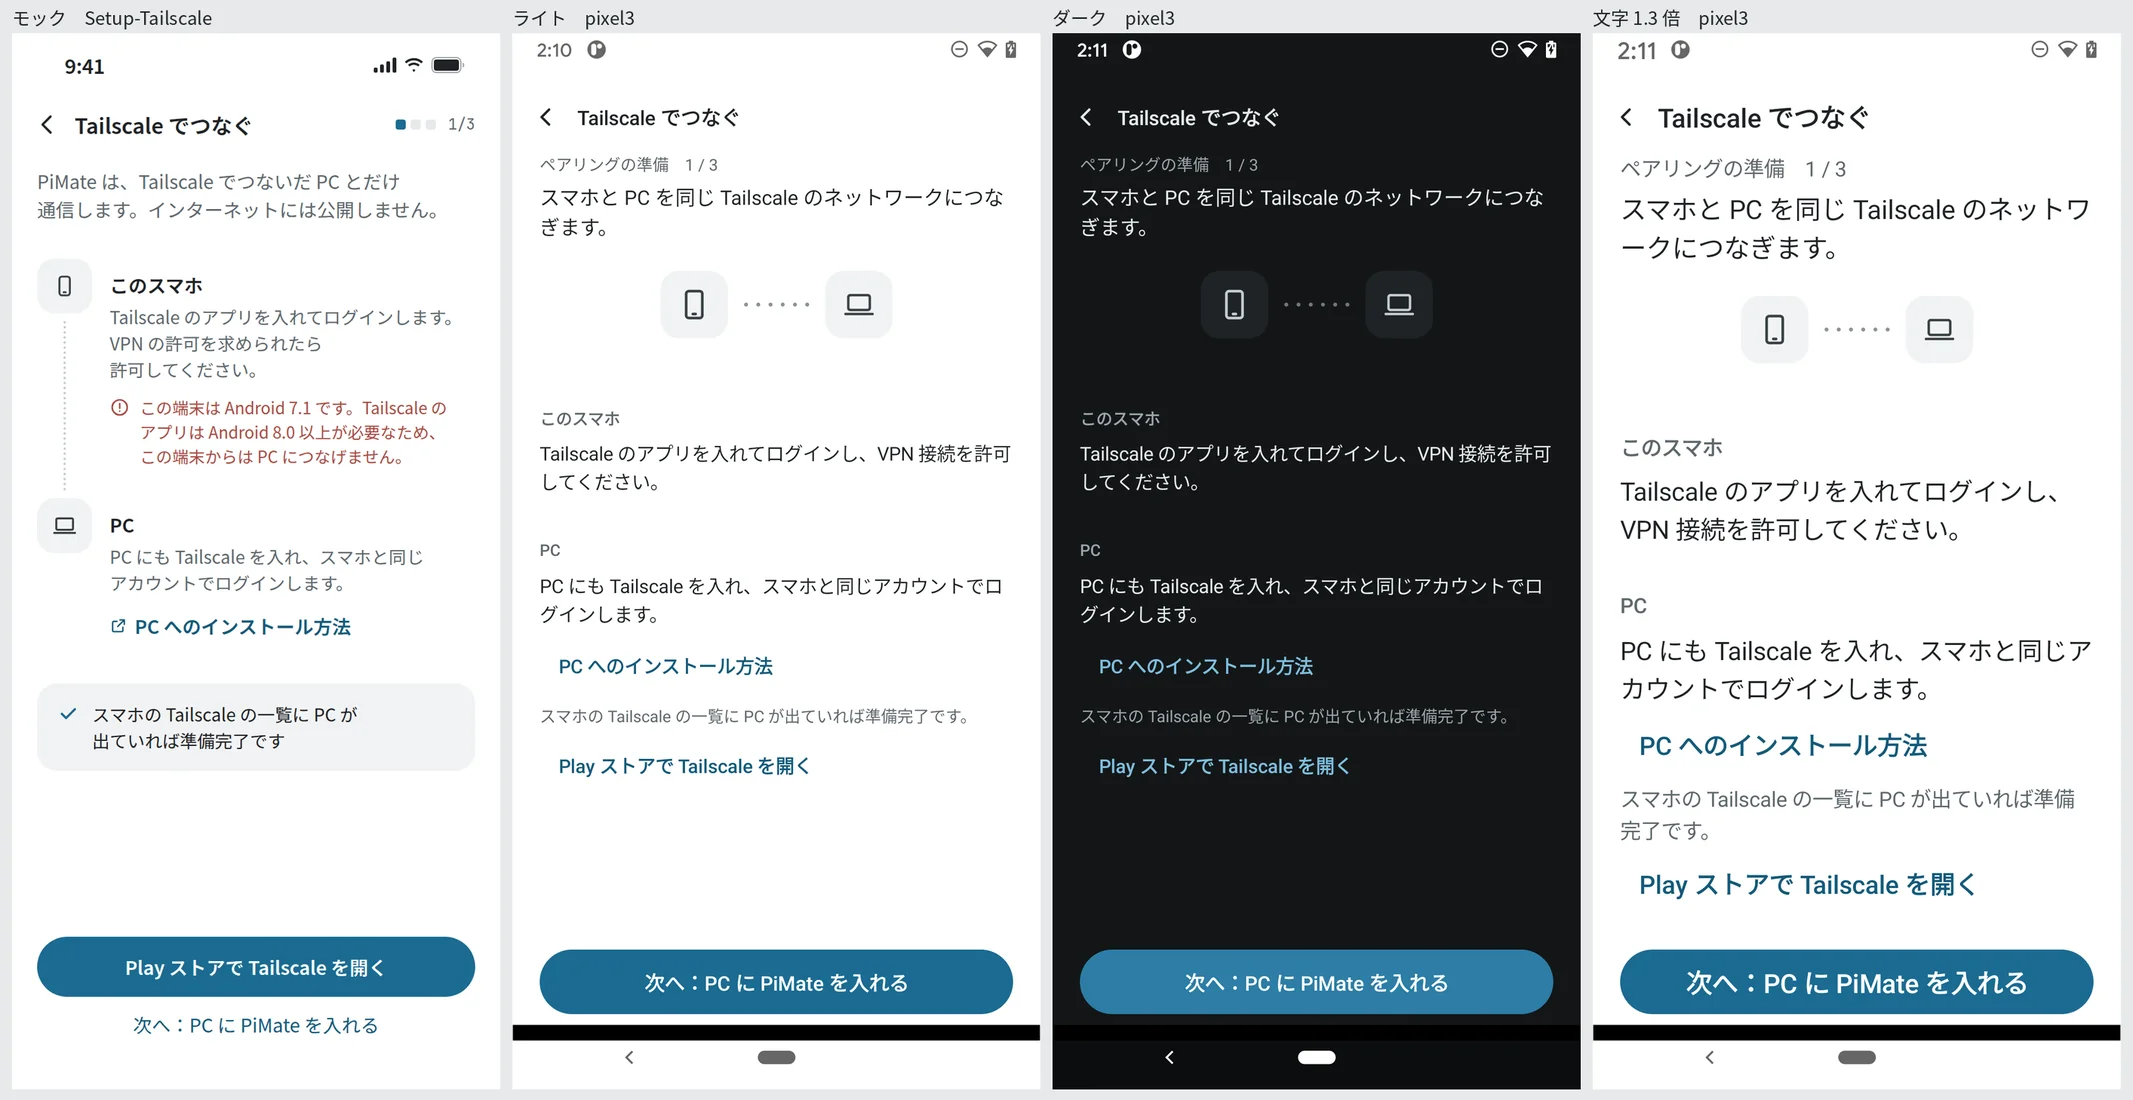 モック Setup-Tailscale
9:41
Tailscale でつなぐ
1/3
PiMate は、Tailscale でつないだ PC とだけ
通信します。インターネットには公開しません。
このスマホ
Tailscale のアプリを入れてログインします。
VPN の許可を求められたら
許可してください。
この端末は Android 7.1 です。Tailscale の
アプリは Android 8.0 以上が必要なため、
この端末からは PC につなげません。
PC
PC にも Tailscale を入れ、スマホと同じ
アカウントでログインします。
PC へのインストール方法
スマホの Tailscale の一覧に PC が
出ていれば準備完了です
Play ストアで Tailscale を開く
次へ：PC に PiMate を入れる
ライト pixel3
2:10
Tailscale でつなぐ
ペアリングの準備 1 / 3
スマホと PC を同じ Tailscale のネットワークにつな
ぎます。
このスマホ
Tailscale のアプリを入れてログインし、VPN 接続を許可
してください。
PC
PC にも Tailscale を入れ、スマホと同じアカウントでロ
グインします。
PC へのインストール方法
スマホの Tailscale の一覧に PC が出ていれば準備完了です。
Play ストアで Tailscale を開く
次へ：PC に PiMate を入れる
ダーク pixel3
2:11
Tailscale でつなぐ
ペアリングの準備 1 / 3
スマホと PC を同じ Tailscale のネットワークにつな
ぎます。
このスマホ
Tailscale のアプリを入れてログインし、VPN 接続を許可
してください。
PC
PC にも Tailscale を入れ、スマホと同じアカウントでロ
グインします。
PC へのインストール方法
スマホの Tailscale の一覧に PC が出ていれば準備完了です。
Play ストアで Tailscale を開く
次へ：PC に PiMate を入れる
文字 1.3 倍 pixel3
2:11
Tailscale でつなぐ
ペアリングの準備 1 / 3
スマホと PC を同じ Tailscale のネットワ
ークにつなぎます。
このスマホ
Tailscale のアプリを入れてログインし、
VPN 接続を許可してください。
PC
PC にも Tailscale を入れ、スマホと同じア
カウントでログインします。
PC へのインストール方法
スマホの Tailscale の一覧に PC が出ていれば準備
完了です。
Play ストアで Tailscale を開く
次へ：PC に PiMate を入れる